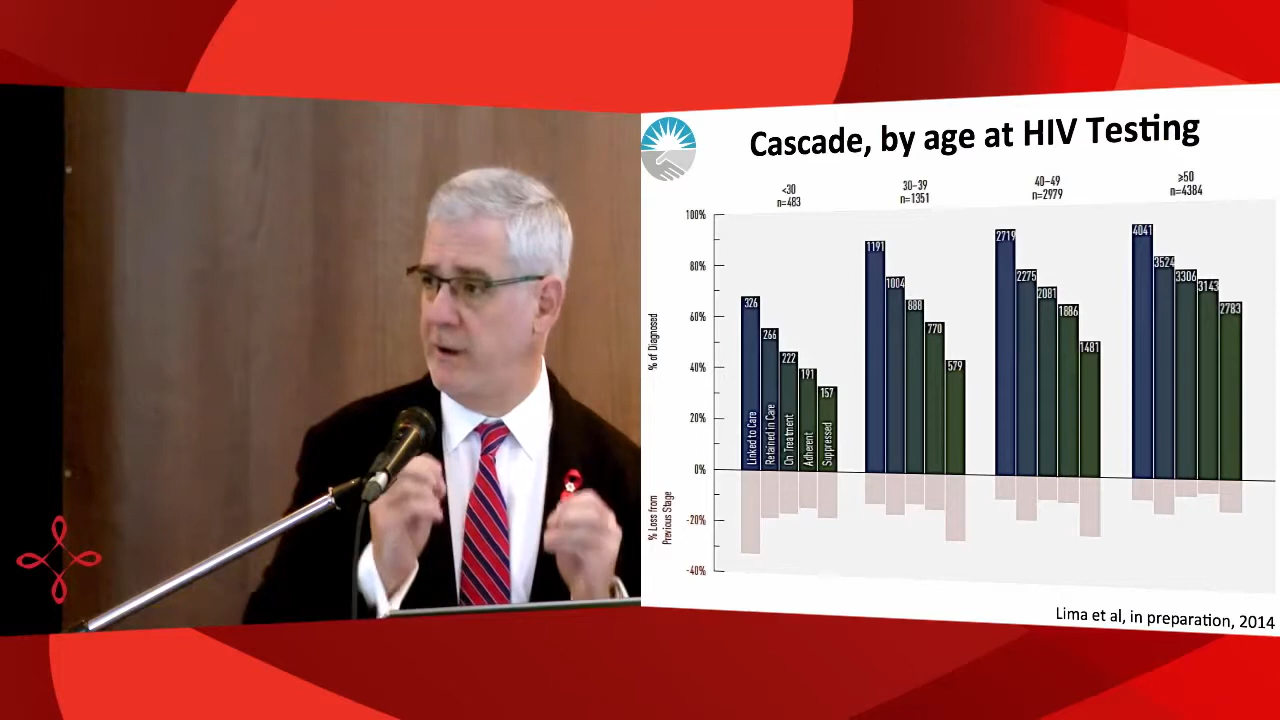 Cascade, by age at HIV Testing
<30
n=483
30–39
n=1351
40–49
n=2979
≥50
n=4384
% of Diagnosed
100%
80%
60%
40%
20%
0%
-20%
-40%
% Loss from
Previous Stage
326
266
222
191
157
Linked to Care
Retained in Care
On Treatment
Adherent
Suppressed
1191
1004
888
770
579
2719
2275
2081
1886
1481
4041
3524
3306
3143
2783
Lima et al, in preparation, 2014